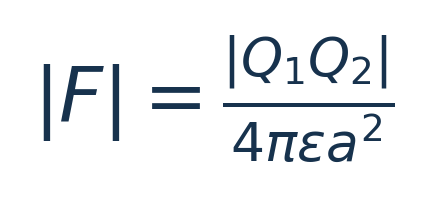 |F| = |Q₁Q₂| / 4πεa²